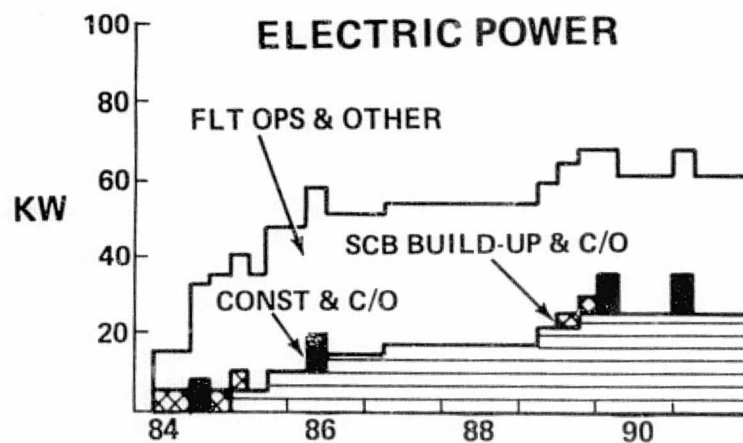 ELECTRIC POWER
100
80
FLT OPS & OTHER
60
KW
40
SCB BUILD-UP & C/O
CONST & C/O
20
84 86 88 90